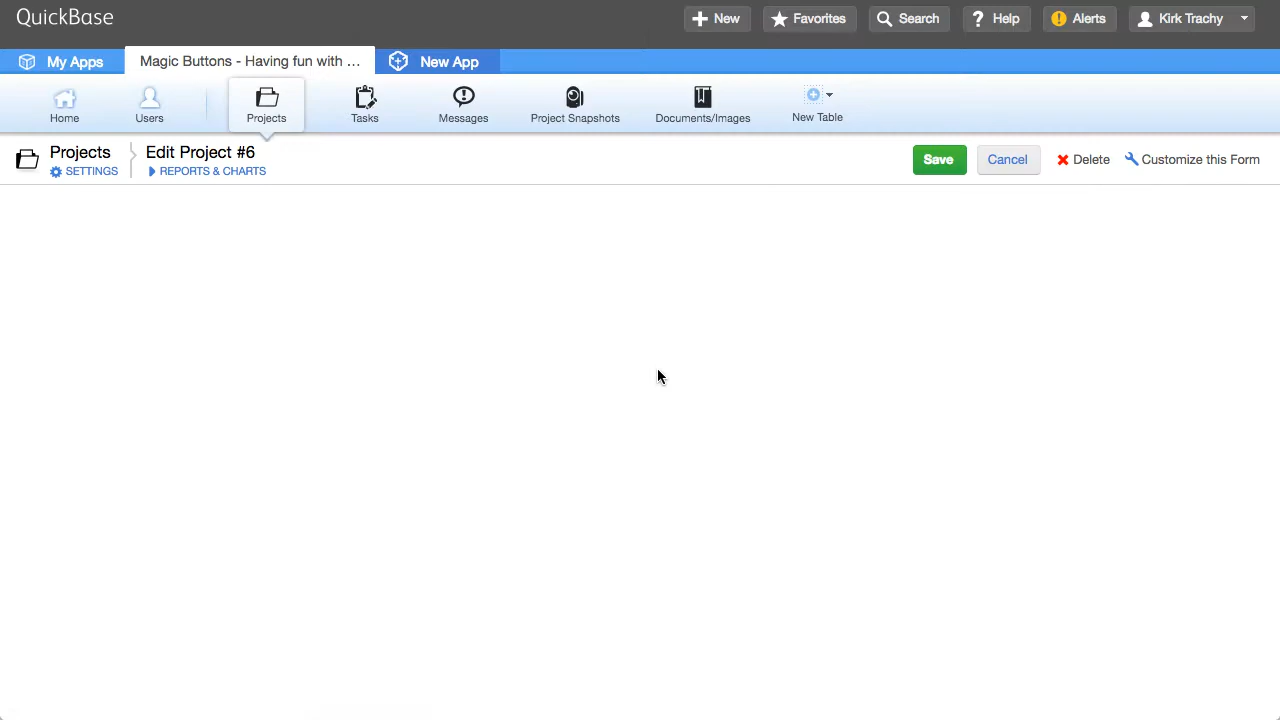 QuickBase
New Favorites Search Help Alerts Kirk Trachy
My Apps Magic Buttons - Having fun with ... New App
Home Users Projects Tasks Messages Project Snapshots Documents/Images New Table
Projects Edit Project #6
SETTINGS REPORTS & CHARTS
Save Cancel Delete Customize this Form